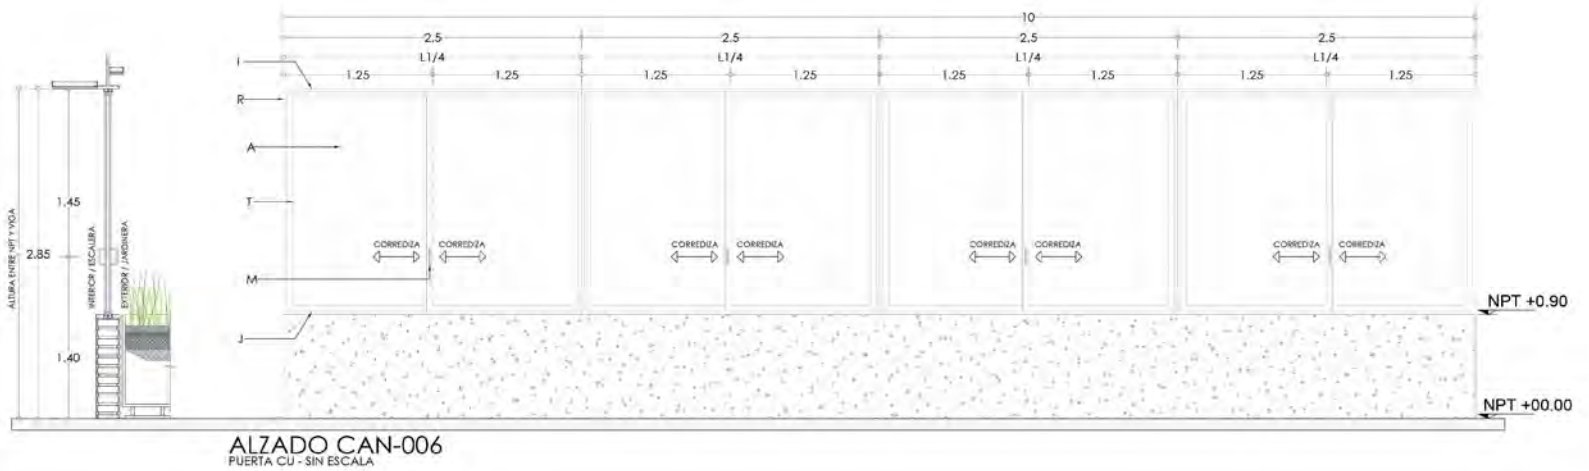 10
2.5 2.5 2.5 2.5
L1/4 L1/4 L1/4 L1/4
1.25 1.25 1.25 1.25 1.25 1.25 1.25 1.25
i
R
A
T
M
J
ALTURA ENTRE NPT Y VIGA
2.85
1.45
1.40
INTERIOR / ESCALERA
EXTERIOR / JARDINERA
CORREDIZA CORREDIZA CORREDIZA CORREDIZA CORREDIZA CORREDIZA CORREDIZA CORREDIZA
NPT +0.90
NPT +00.00
ALZADO CAN-006
PUERTA CU - SIN ESCALA